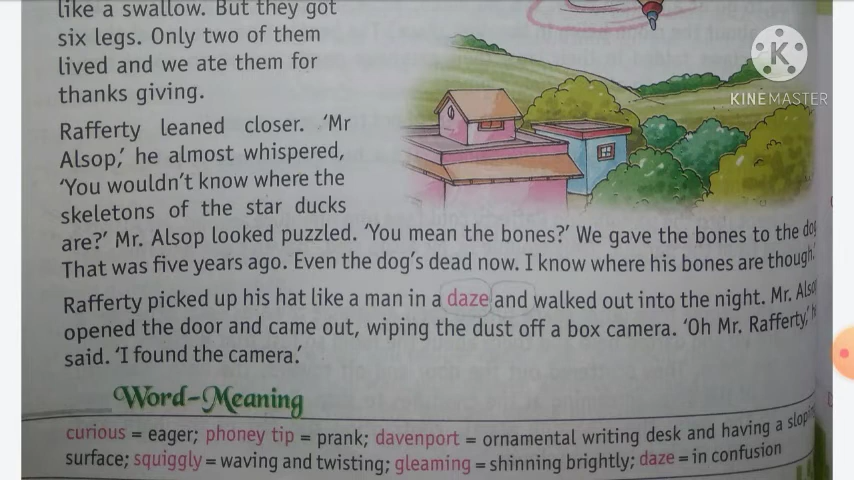 like a swallow. But they got
six legs. Only two of them
lived and we ate them for
thanks giving.
KINEMASTER
Rafferty leaned closer. ‘Mr
Alsop,’ he almost whispered,
‘You wouldn’t know where the
skeletons of the star ducks
are?’ Mr. Alsop looked puzzled. ‘You mean the bones?’ We gave the bones to the dog
That was five years ago. Even the dog’s dead now. I know where his bones are though.’
Rafferty picked up his hat like a man in a daze and walked out into the night. Mr. Also
opened the door and came out, wiping the dust off a box camera. ‘Oh Mr. Rafferty,’ h
said. ‘I found the camera.’
Word-Meaning
curious = eager; phoney tip = prank; davenport = ornamental writing desk and having a slopin
surface; squiggly = waving and twisting; gleaming = shinning brightly; daze = in confusion